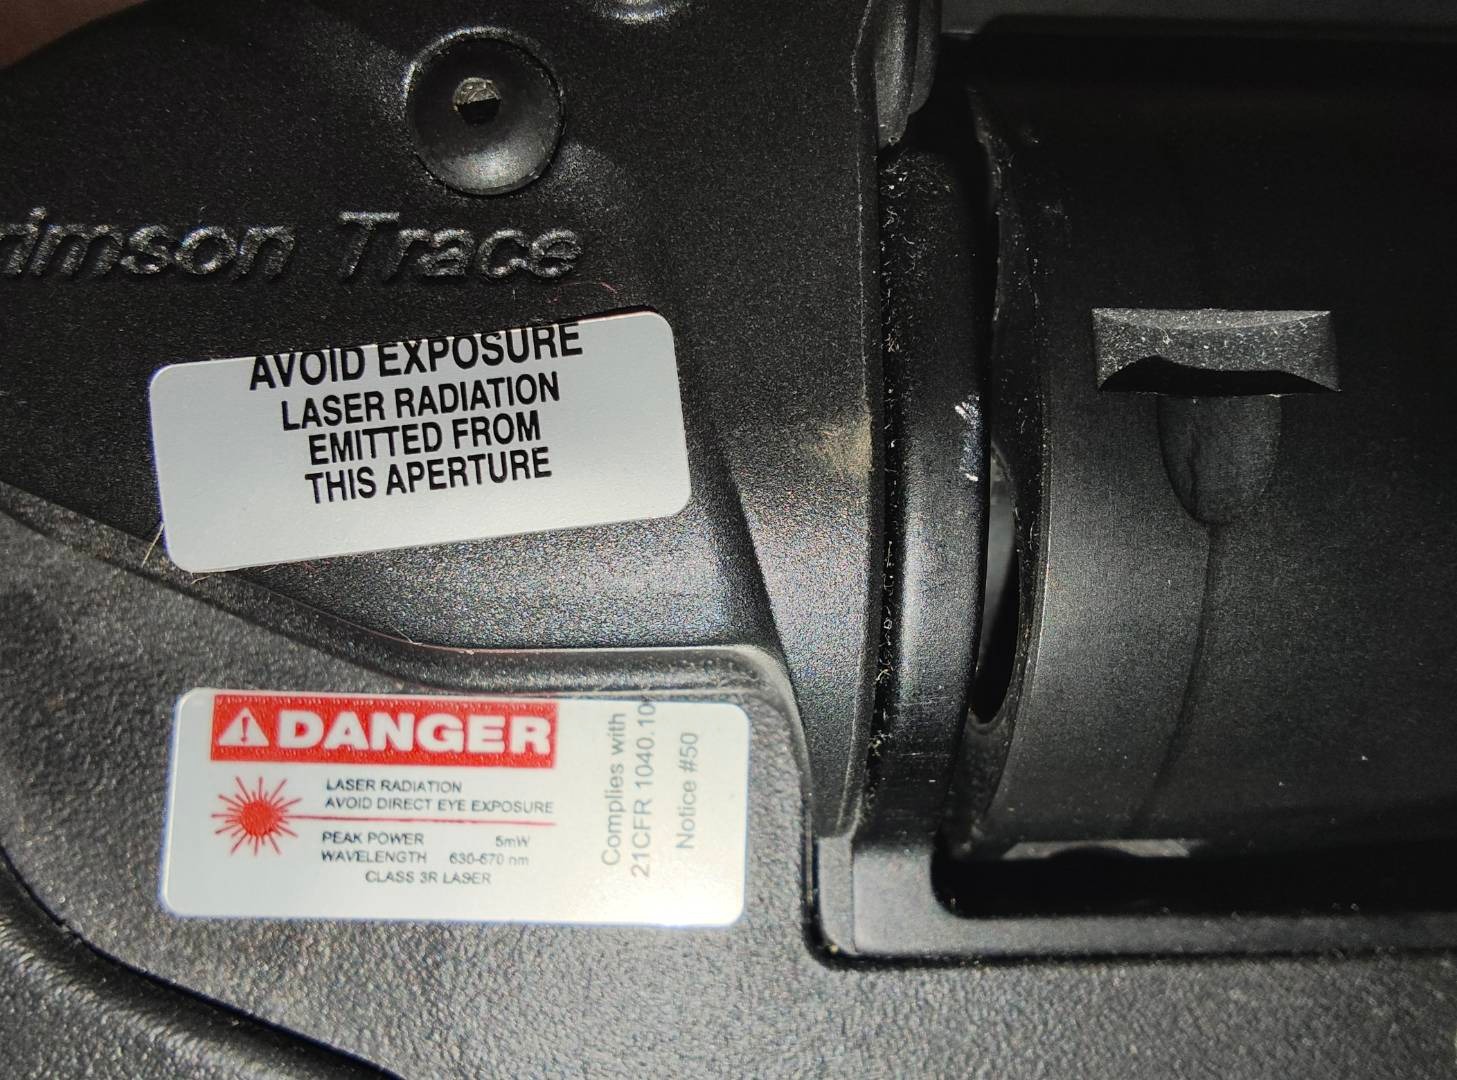 rimson Trace
AVOID EXPOSURE
LASER RADIATION
EMITTED FROM
THIS APERTURE
DANGER
LASER RADIATION
AVOID DIRECT EYE EXPOSURE
PEAK POWER 5mW
WAVELENGTH 630-670 nm
CLASS 3R LASER
Complies with
21CFR 1040.10
Notice #50